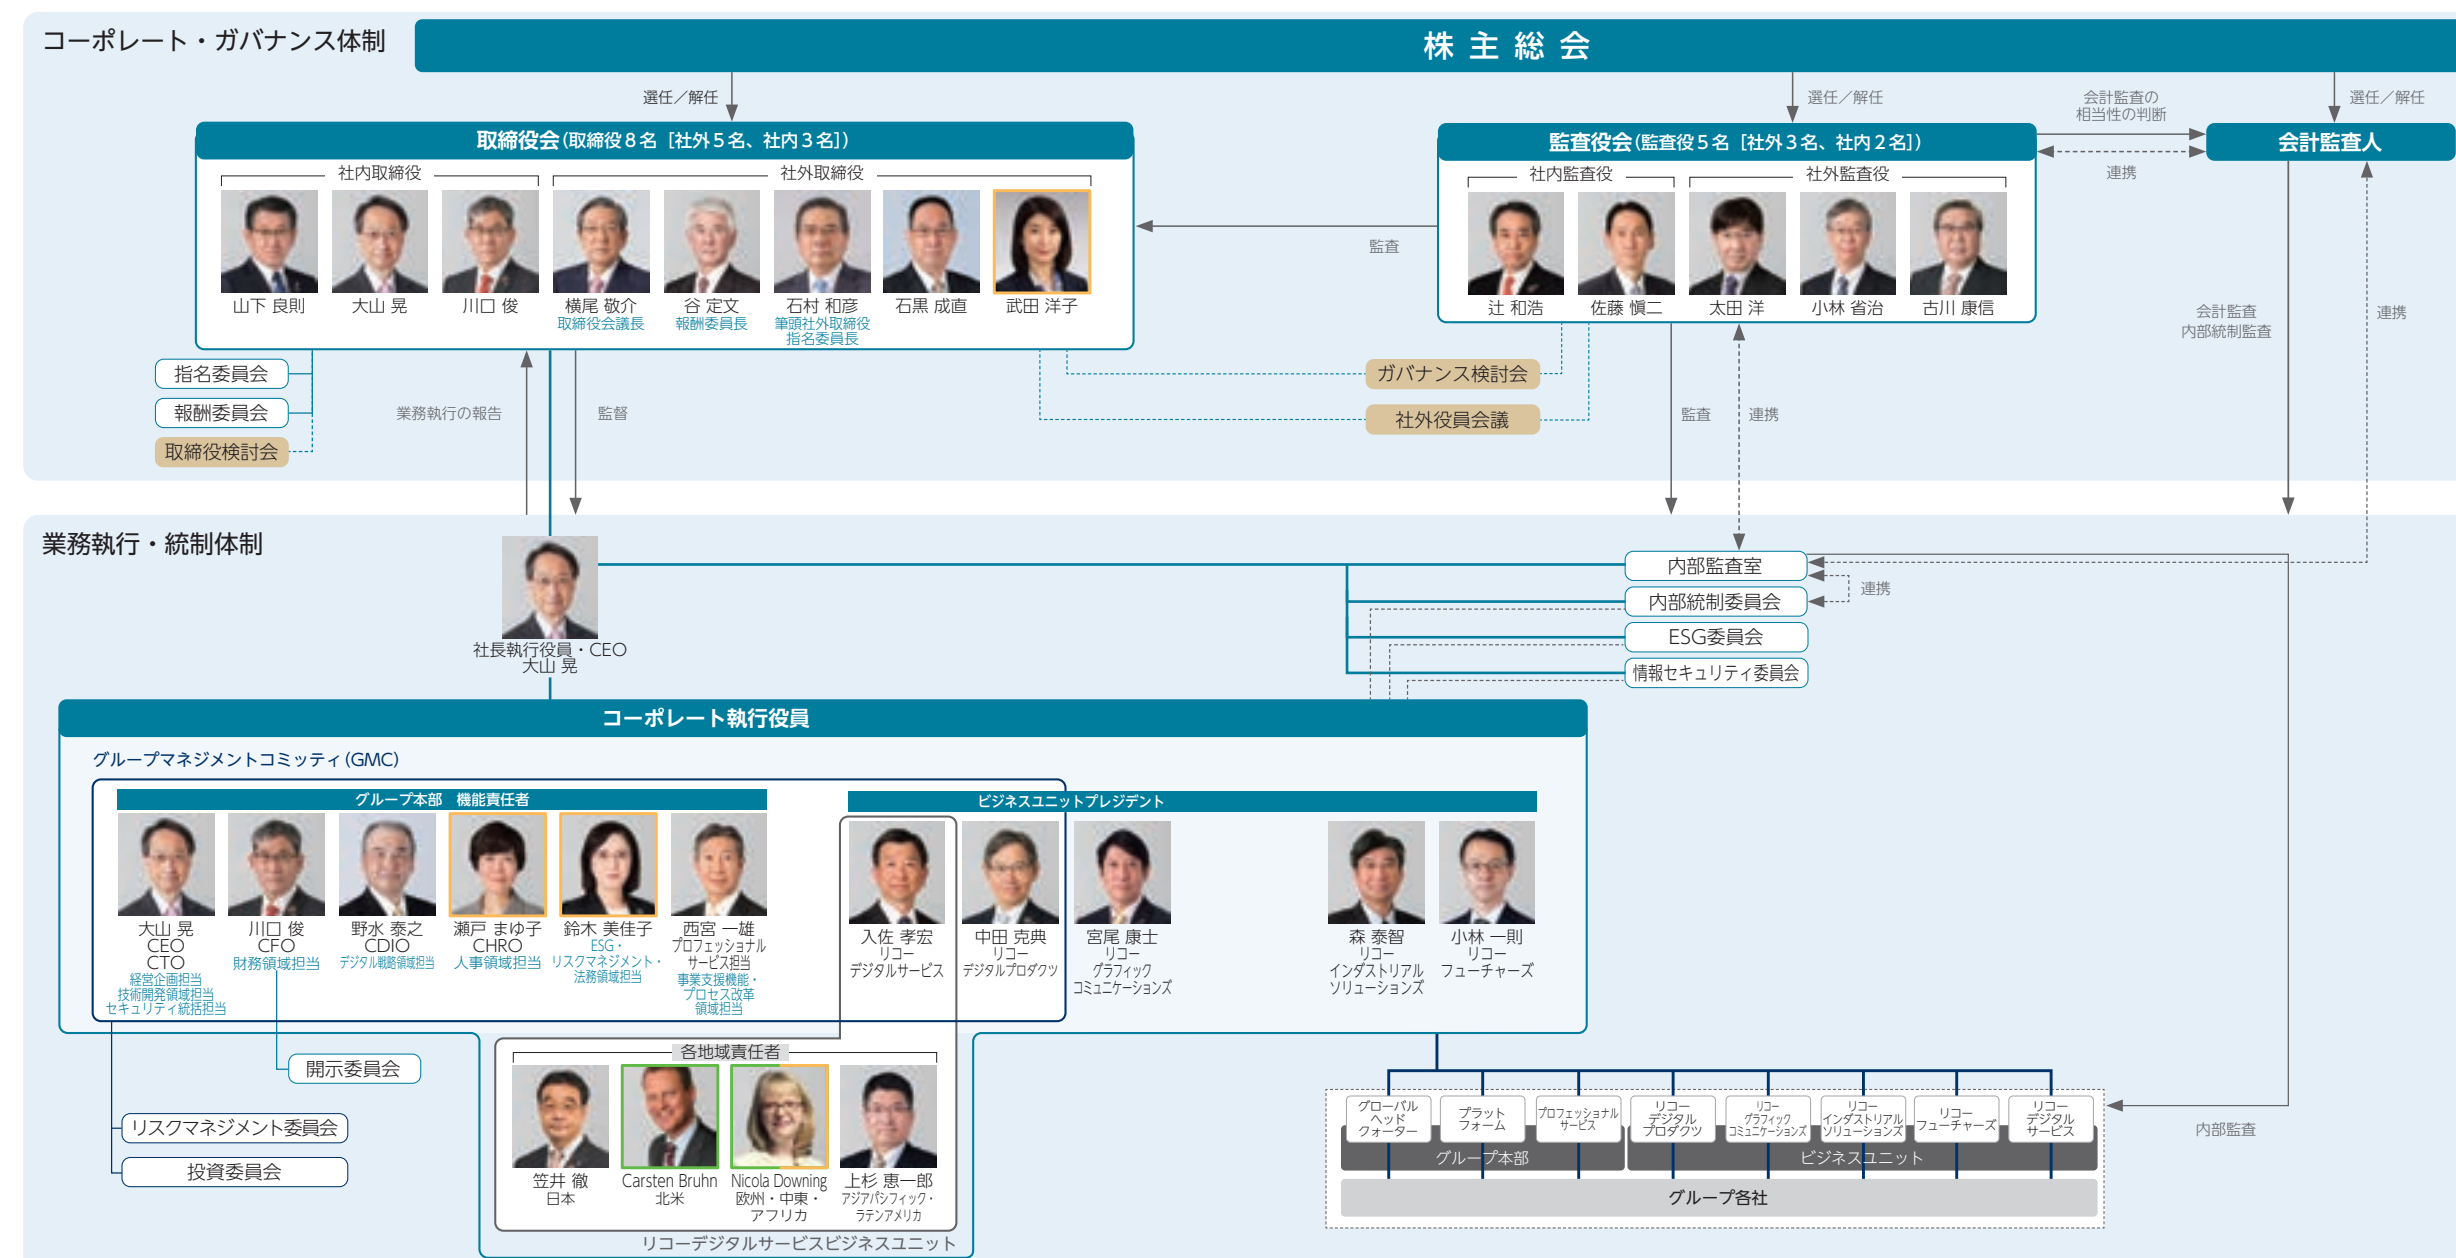 コーポレート・ガバナンス体制
株主総会
選任／解任
選任／解任
会計監査の
相当性の判断
選任／解任
取締役会(取締役8名［社外5名、社内3名］)
監査役会(監査役5名［社外3名、社内2名］)
会計監査人
連携
社内取締役
社外取締役
社内監査役
社外監査役
監査
山下 良則
大山 晃
川口 俊
横尾 敬介
取締役会議長
谷 定文
報酬委員長
石村 和彦
筆頭社外取締役
指名委員長
石黒 成直
武田 洋子
辻 和浩
佐藤 愼二
太田 洋
小林 省治
古川 康信
会計監査
内部統制監査
連携
指名委員会
報酬委員会
取締役検討会
業務執行の報告
監督
ガバナンス検討会
社外役員会議
監査
連携
業務執行・統制体制
社長執行役員・CEO
大山 晃
内部監査室
内部統制委員会
ESG委員会
情報セキュリティ委員会
連携
コーポレート執行役員
グループマネジメントコミッティ(GMC)
グループ本部　機能責任者
ビジネスユニットプレジデント
大山 晃
CEO
CTO
経営企画担当
技術開発領域担当
セキュリティ統括担当
川口 俊
CFO
財務領域担当
野水 泰之
CDIO
デジタル戦略領域担当
瀬戸 まゆ子
CHRO
人事領域担当
鈴木 美佳子
ESG・
リスクマネジメント・
法務領域担当
西宮 一雄
プロフェッショナル
サービス担当
事業支援機能・
プロセス改革
領域担当
入佐 孝宏
リコー
デジタルサービス
中田 克典
リコー
デジタルプロダクツ
宮尾 康士
リコー
グラフィック
コミュニケーションズ
森 泰智
リコー
インダストリアル
ソリューションズ
小林 一則
リコー
フューチャーズ
開示委員会
リスクマネジメント委員会
投資委員会
各地域責任者
笠井 徹
日本
Carsten Bruhn
北米
Nicola Downing
欧州・中東・
アフリカ
上杉 恵一郎
アジアパシフィック・
ラテンアメリカ
リコーデジタルサービスビジネスユニット
グローバル
ヘッド
クォーター
プラット
フォーム
プロフェッショナル
サービス
リコー
デジタル
プロダクツ
リコー
グラフィック
コミュニケーションズ
リコー
インダストリアル
ソリューションズ
リコー
フューチャーズ
リコー
デジタル
サービス
グループ本部
ビジネスユニット
グループ各社
内部監査